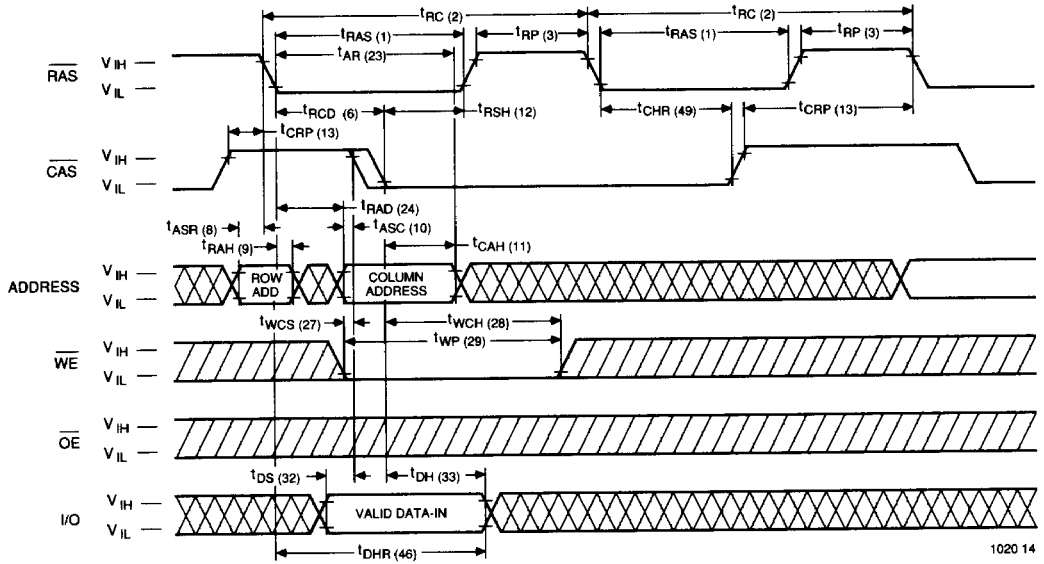 tRC (2) tRC (2)
tRAS (1) tRP (3) tRAS (1) tRP (3)
tAR (23)
RAS VIH
VIL
tRCD (6) tRSH (12) tCHR (49) tCRP (13)
tCRP (13)
CAS VIH
VIL
tRAD (24)
tASR (8) tASC (10)
tRAH (9) tCAH (11)
ADDRESS VIH ROW ADD COLUMN ADDRESS
VIL
tWCS (27) tWCH (28)
tWP (29)
WE VIH
VIL
OE VIH
VIL
tDS (32) tDH (33)
I/O VIH
VIL VALID DATA-IN
tDHR (46)
1020 14